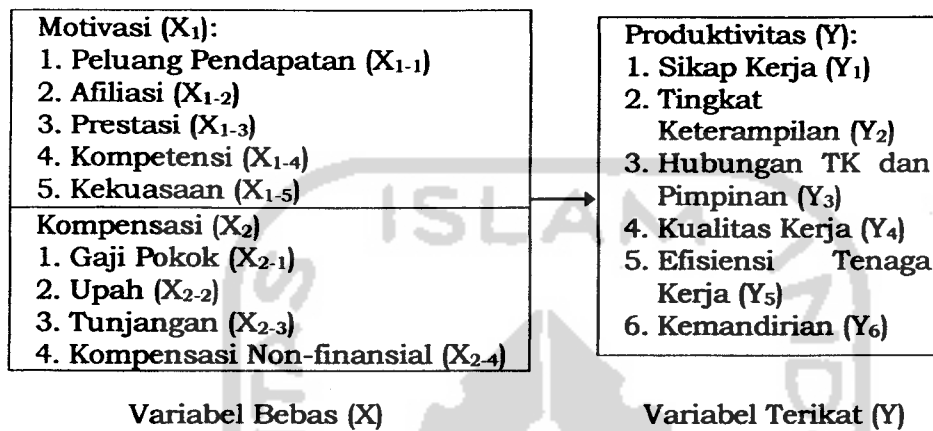 Motivasi (X1):
1. Peluang Pendapatan (X1-1)
2. Afiliasi (X1-2)
3. Prestasi (X1-3)
4. Kompetensi (X1-4)
5. Kekuasaan (X1-5)
Kompensasi (X2)
1. Gaji Pokok (X2-1)
2. Upah (X2-2)
3. Tunjangan (X2-3)
4. Kompensasi Non-finansial (X2-4)
Variabel Bebas (X)
Produktivitas (Y):
1. Sikap Kerja (Y1)
2. Tingkat
Keterampilan (Y2)
3. Hubungan TK dan
Pimpinan (Y3)
4. Kualitas Kerja (Y4)
5. Efisiensi Tenaga
Kerja (Y5)
6. Kemandirian (Y6)
Variabel Terikat (Y)
ISLAM